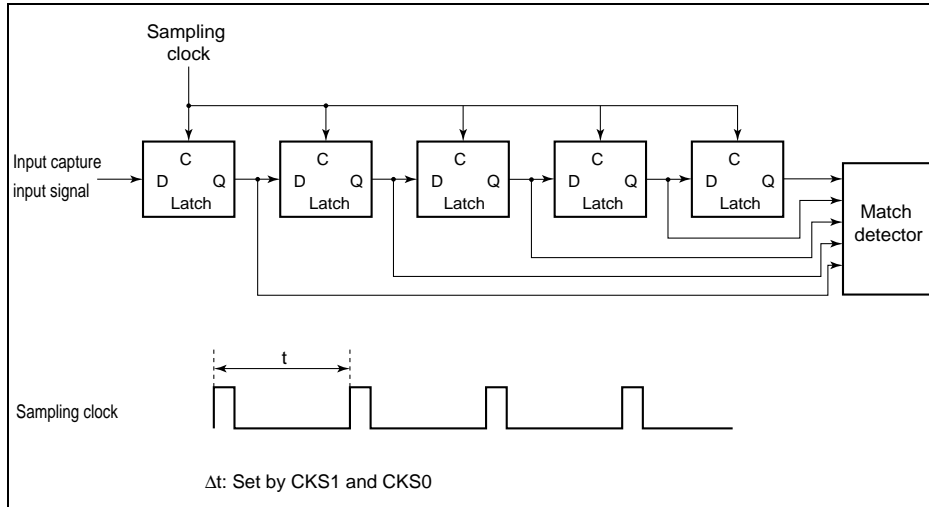 Sampling
clock
Input capture
input signal
C
D Q
Latch
C
D Q
Latch
C
D Q
Latch
C
D Q
Latch
C
D Q
Latch
Match
detector
t
Sampling clock
Δt: Set by CKS1 and CKS0